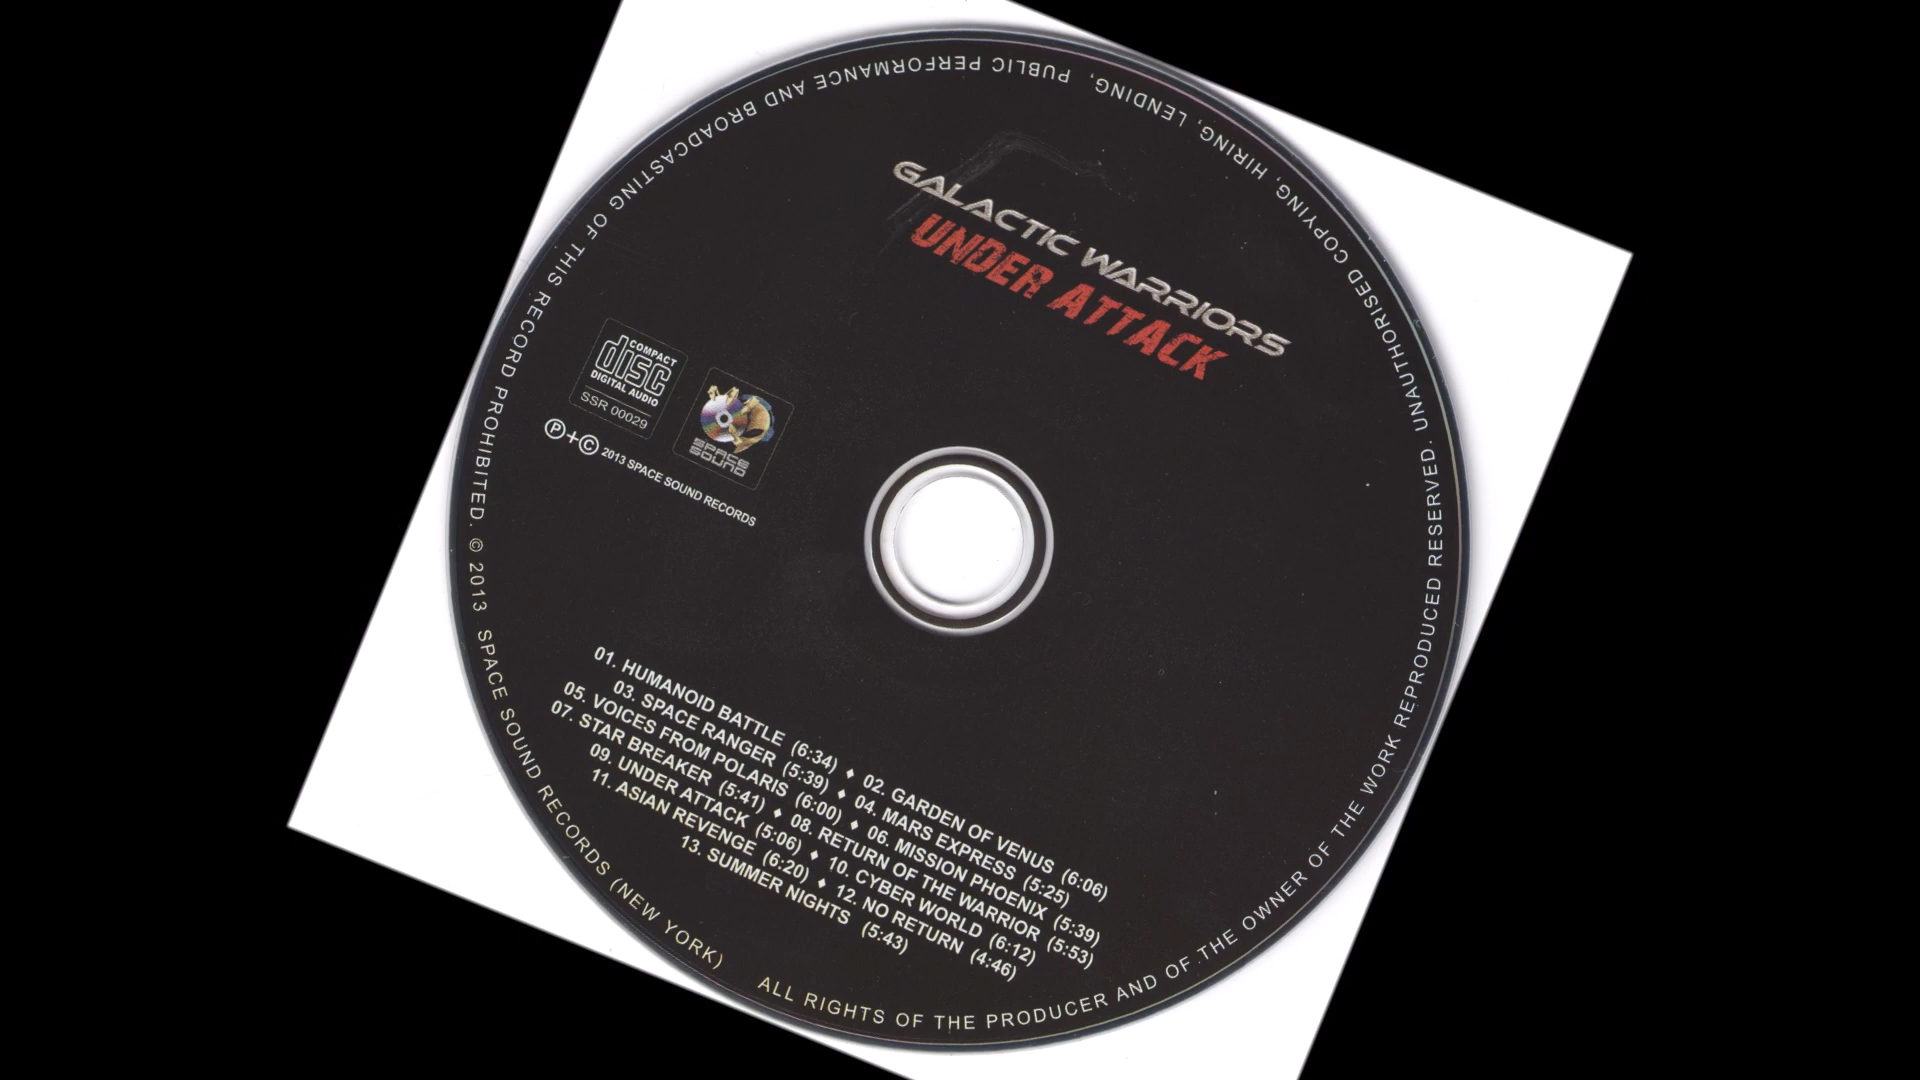 GALACTIC WARRIORS
UNDER ATTACK
COMPACT
disc
DIGITAL AUDIO
SSR 00029
SPACE
SOUND
Ⓟ+© 2013 SPACE SOUND RECORDS
01. HUMANOID BATTLE (6:34) ♦ 02. GARDEN OF VENUS (6:06)
03. SPACE RANGER (5:39) ♦ 04. MARS EXPRESS (5:25)
05. VOICES FROM POLARIS (6:00) ♦ 06. MISSION PHOENIX (5:39)
07. STAR BREAKER (5:41) ♦ 08. RETURN OF THE WARRIOR (5:53)
09. UNDER ATTACK (5:06) ♦ 10. CYBER WORLD (6:12)
11. ASIAN REVENGE (6:20) ♦ 12. NO RETURN (4:46)
13. SUMMER NIGHTS (5:43)
© 2013 SPACE SOUND RECORDS (NEW YORK) ALL RIGHTS OF THE PRODUCER AND OF THE OWNER OF THE WORK REPRODUCED RESERVED. UNAUTHORISED COPYING, HIRING, LENDING, PUBLIC PERFORMANCE AND BROADCASTING OF THIS RECORD PROHIBITED.